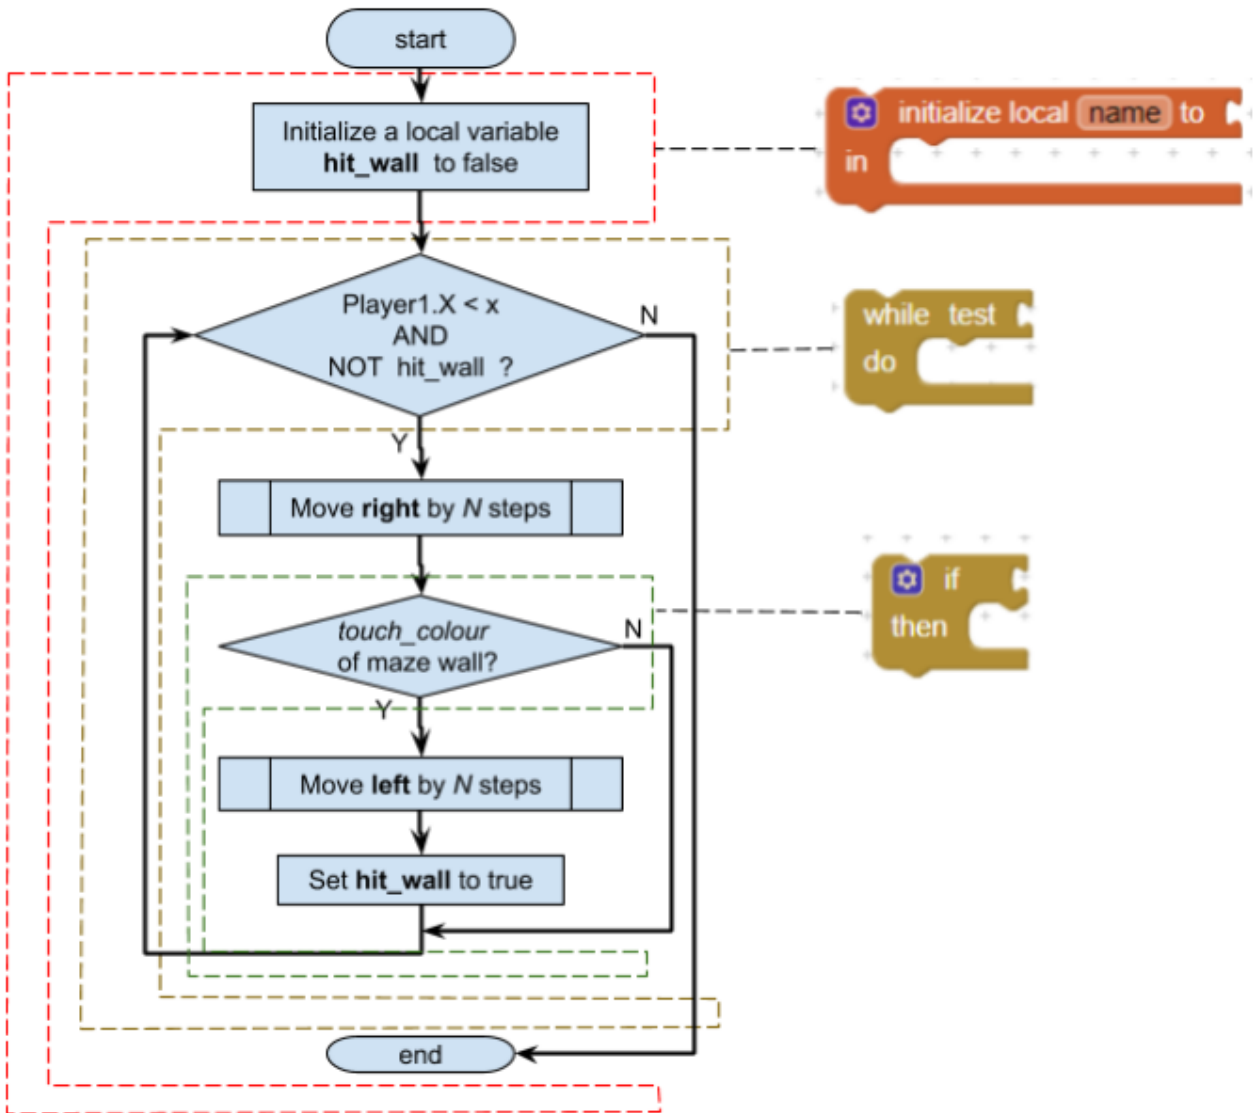 start
Initialize a local variable
hit_wall to false
initialize local name to
in
Player1.X < x
AND
NOT hit_wall ?
N
while test
do
Y
Move right by N steps
if
then
touch_colour
of maze wall?
N
Y
Move left by N steps
Set hit_wall to true
end